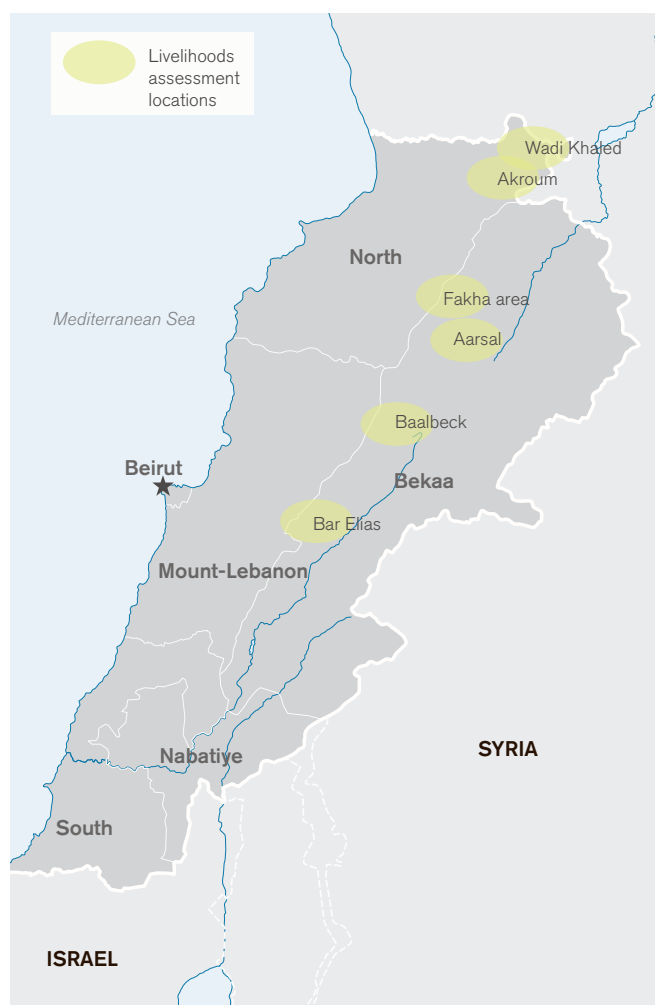 Livelihoods
assessment
locations
Wadi Khaled
Akroum
North
Fakha area
Mediterranean Sea
Aarsal
Baalbeck
Beirut
Bekaa
Bar Elias
Mount-Lebanon
SYRIA
Nabatiye
South
ISRAEL